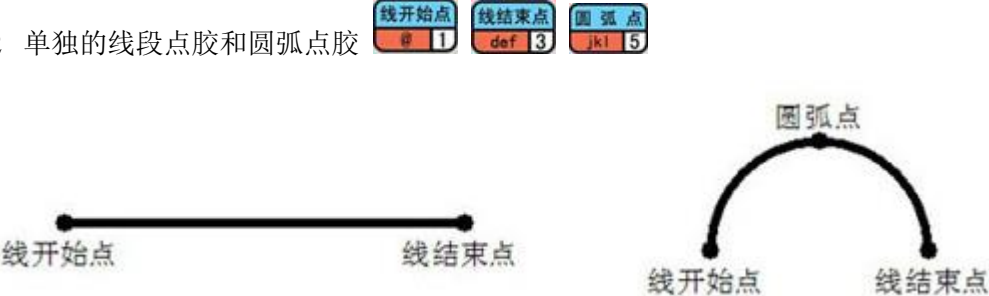 单独的线段点胶和圆弧点胶 线开始点 @ 1 线结束点 def 3 圆弧点 jkl 5
圆弧点
线开始点 线结束点
线开始点 线结束点